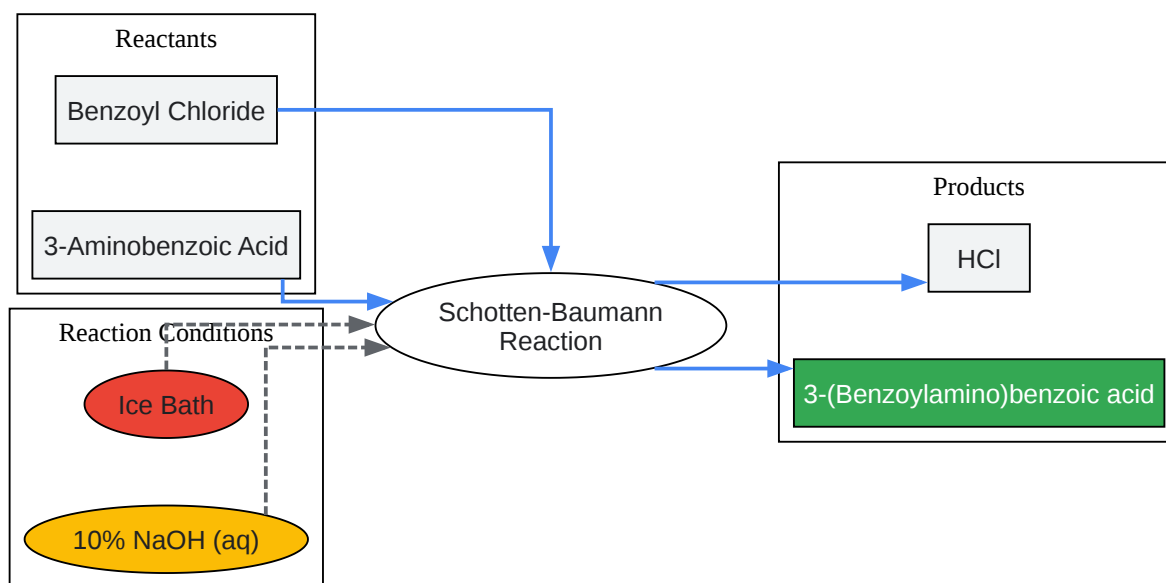 Reactants
Benzoyl Chloride
3-Aminobenzoic Acid
Reaction Conditions
Ice Bath
10% NaOH (aq)
Schotten-Baumann
Reaction
Products
HCl
3-(Benzoylamino)benzoic acid